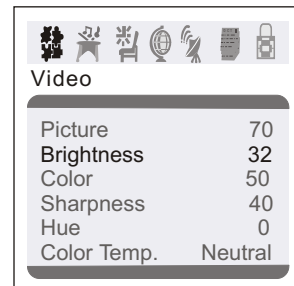 Video
Picture 70
Brightness 32
Color 50
Sharpness 40
Hue 0
Color Temp. Neutral